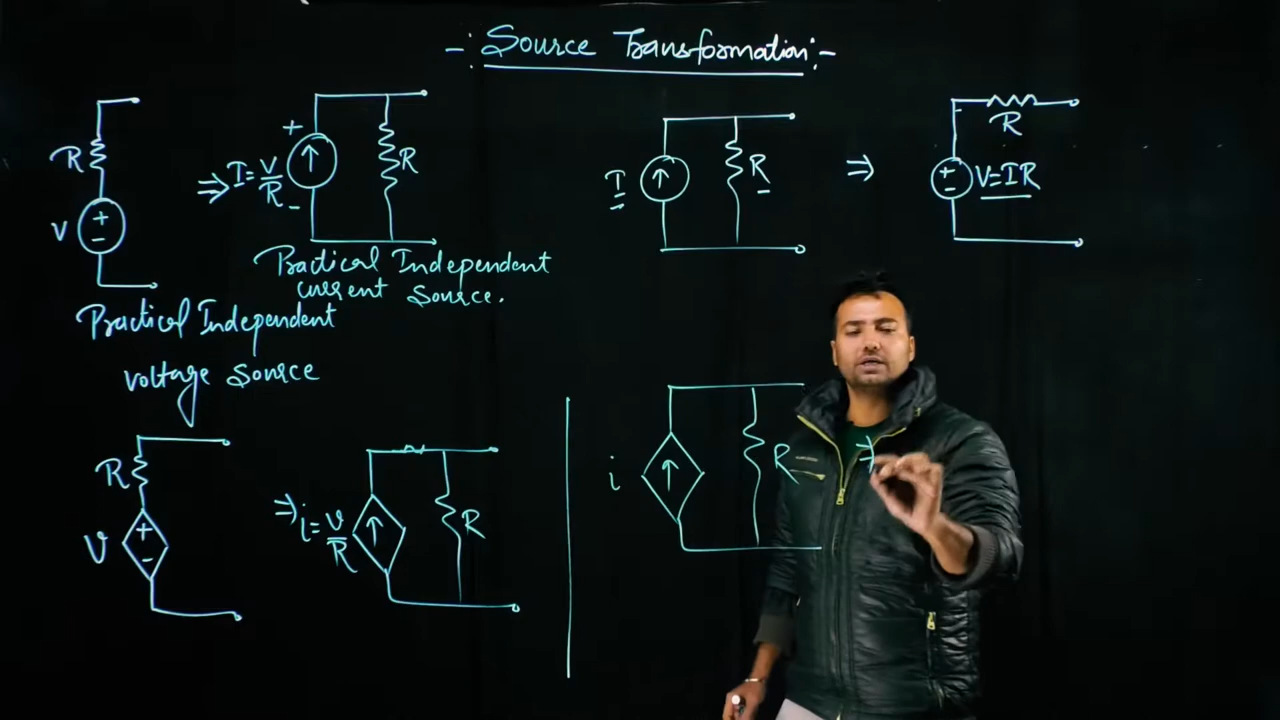 -: Source Transformation :-
R
V
+
-
⇒ I = V/R
+
-
R
Practical Independent
current Source.
Practical Independent
voltage Source
I
R
⇒
R
+
-
V=IR
R
V
+
-
⇒ i = V/R
R
i
R
⇒